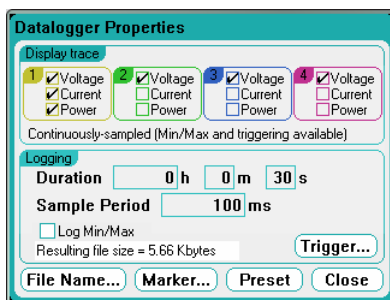 Datalogger Properties
Display trace
1 Voltage 2 Voltage 3 Voltage 4 Voltage
Current Current Current Current
Power Power Power Power
Continuously-sampled (Min/Max and triggering available)
Logging
Duration 0 h 0 m 30 s
Sample Period 100 ms
Log Min/Max
Resulting file size = 5.66 Kbytes
Trigger...
File Name... Marker... Preset Close